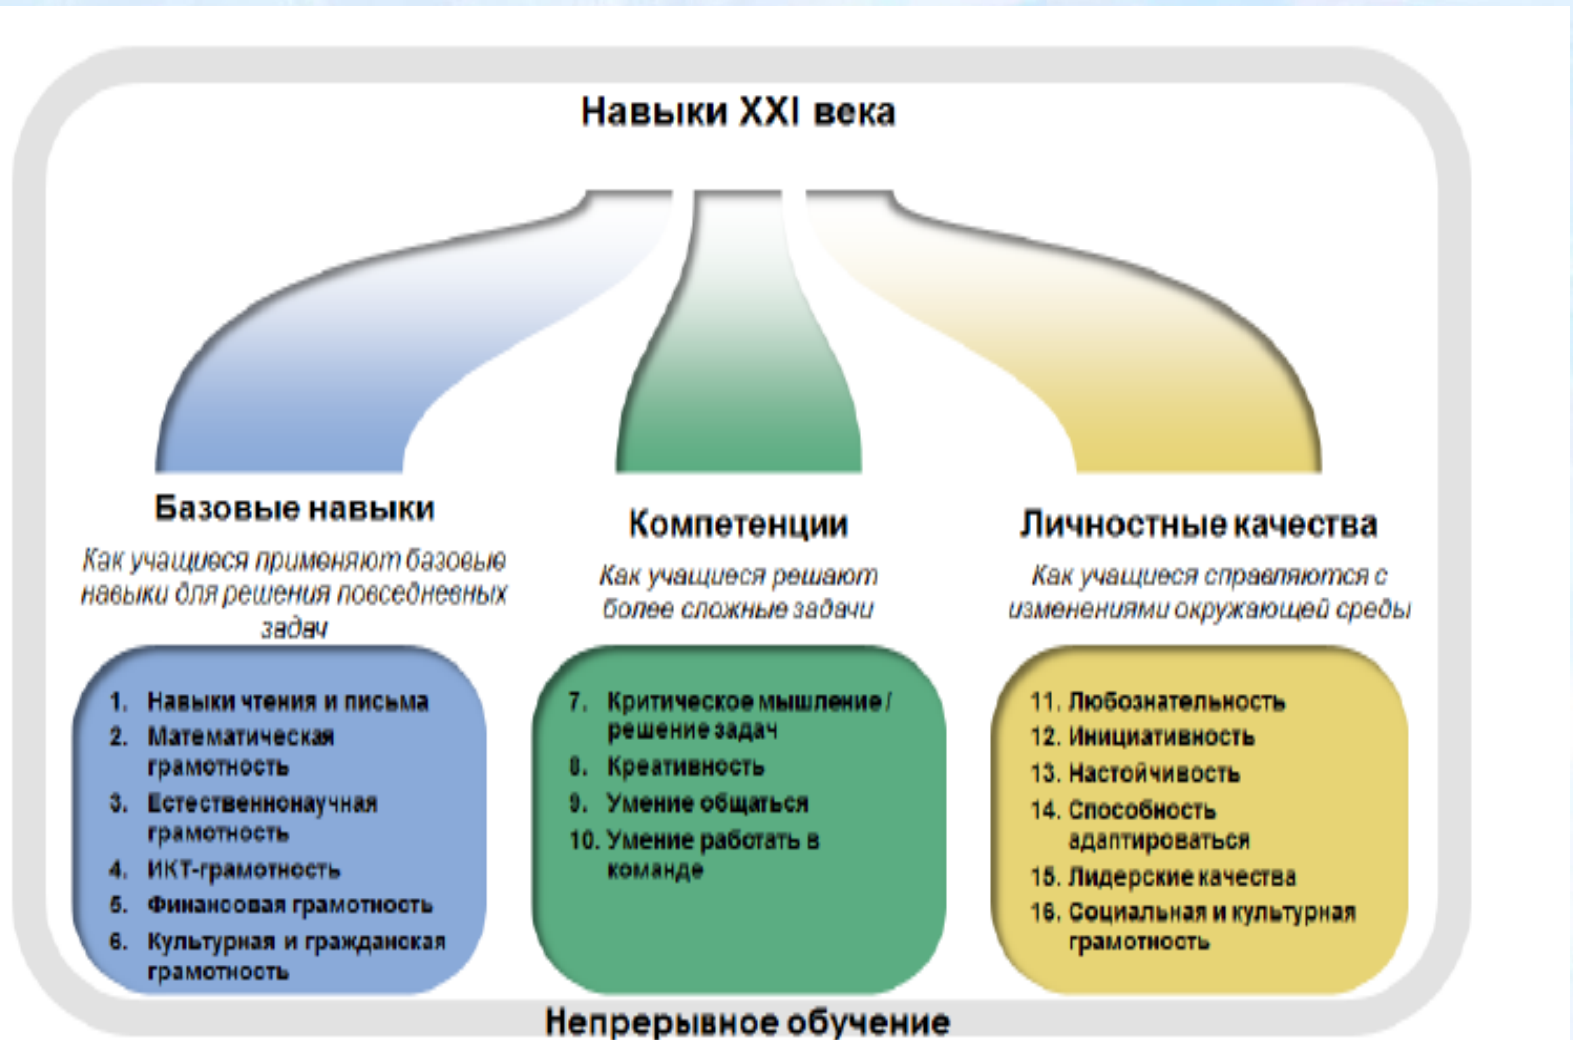 Навыки XXI века
Базовые навыки
Как учащиеся применяют базовые
навыки для решения повседневных
задач
1. Навыки чтения и письма
2. Математическая
грамотность
3. Естественнонаучная
грамотность
4. ИКТ-грамотность
5. Финансовая грамотность
6. Культурная и гражданская
грамотность
Компетенции
Как учащиеся решают
более сложные задачи
7. Критическое мышление /
решение задач
8. Креативность
9. Умение общаться
10. Умение работать в
команде
Личностные качества
Как учащиеся справляются с
изменениями окружающей среды
11. Любознательность
12. Инициативность
13. Настойчивость
14. Способность
адаптироваться
15. Лидерские качества
16. Социальная и культурная
грамотность
Непрерывное обучение